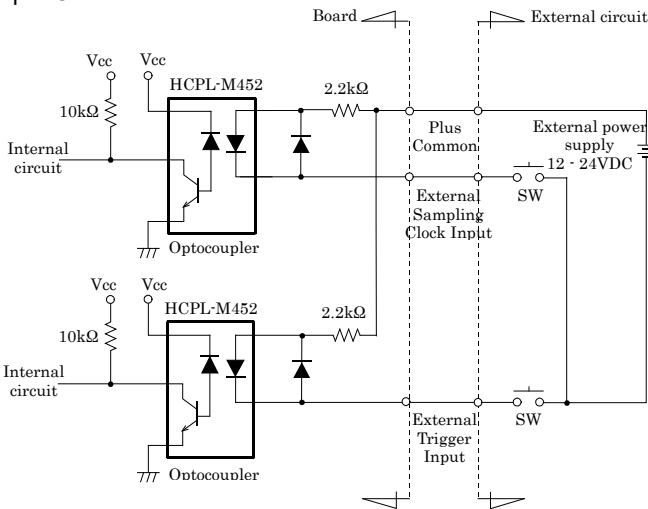 Board
External circuit
Vcc
Vcc
HCPL-M452
2.2kΩ
10kΩ
Plus
Common
External power
supply
12 - 24VDC
Internal
circuit
SW
External
Sampling
Clock Input
Optocoupler
Vcc
Vcc
HCPL-M452
2.2kΩ
10kΩ
Internal
circuit
SW
External
Trigger
Input
Optocoupler